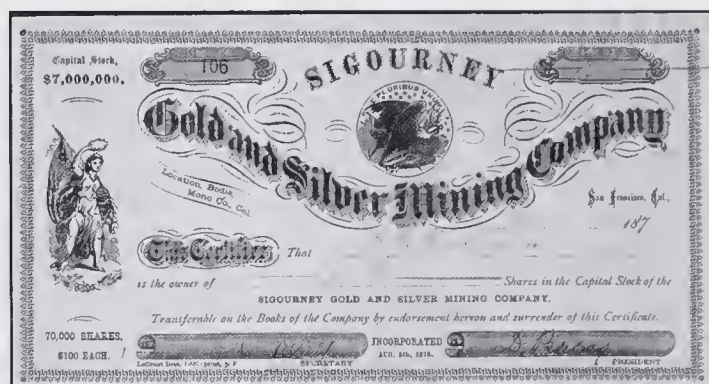 Capital Stock,
$7,000,000.
106
SIGOURNEY
PLURIBUS UNUM
Gold and Silver Mining Company
Location, Bodie,
Mono Co., Cal.
San Francisco, Cal.,
187
This Certifies That
is the owner of Shares in the Capital Stock of the
SIGOURNEY GOLD AND SILVER MINING COMPANY.
Transferable on the Books of the Company by endorsement hereon and surrender of this Certificate.
70,000 SHARES,
$100 EACH.
INCORPORATED
SECRETARY
PRESIDENT